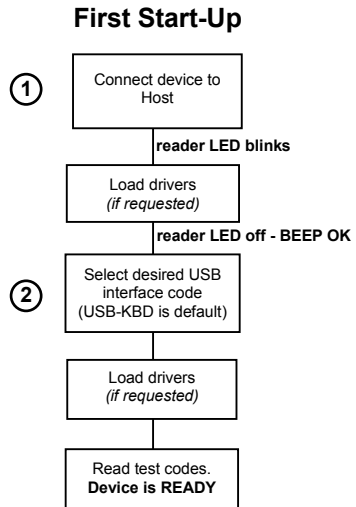 First Start-Up
1
Connect device to
Host
reader LED blinks
Load drivers
(if requested)
reader LED off - BEEP OK
2
Select desired USB
interface code
(USB-KBD is default)
Load drivers
(if requested)
Read test codes.
Device is READY